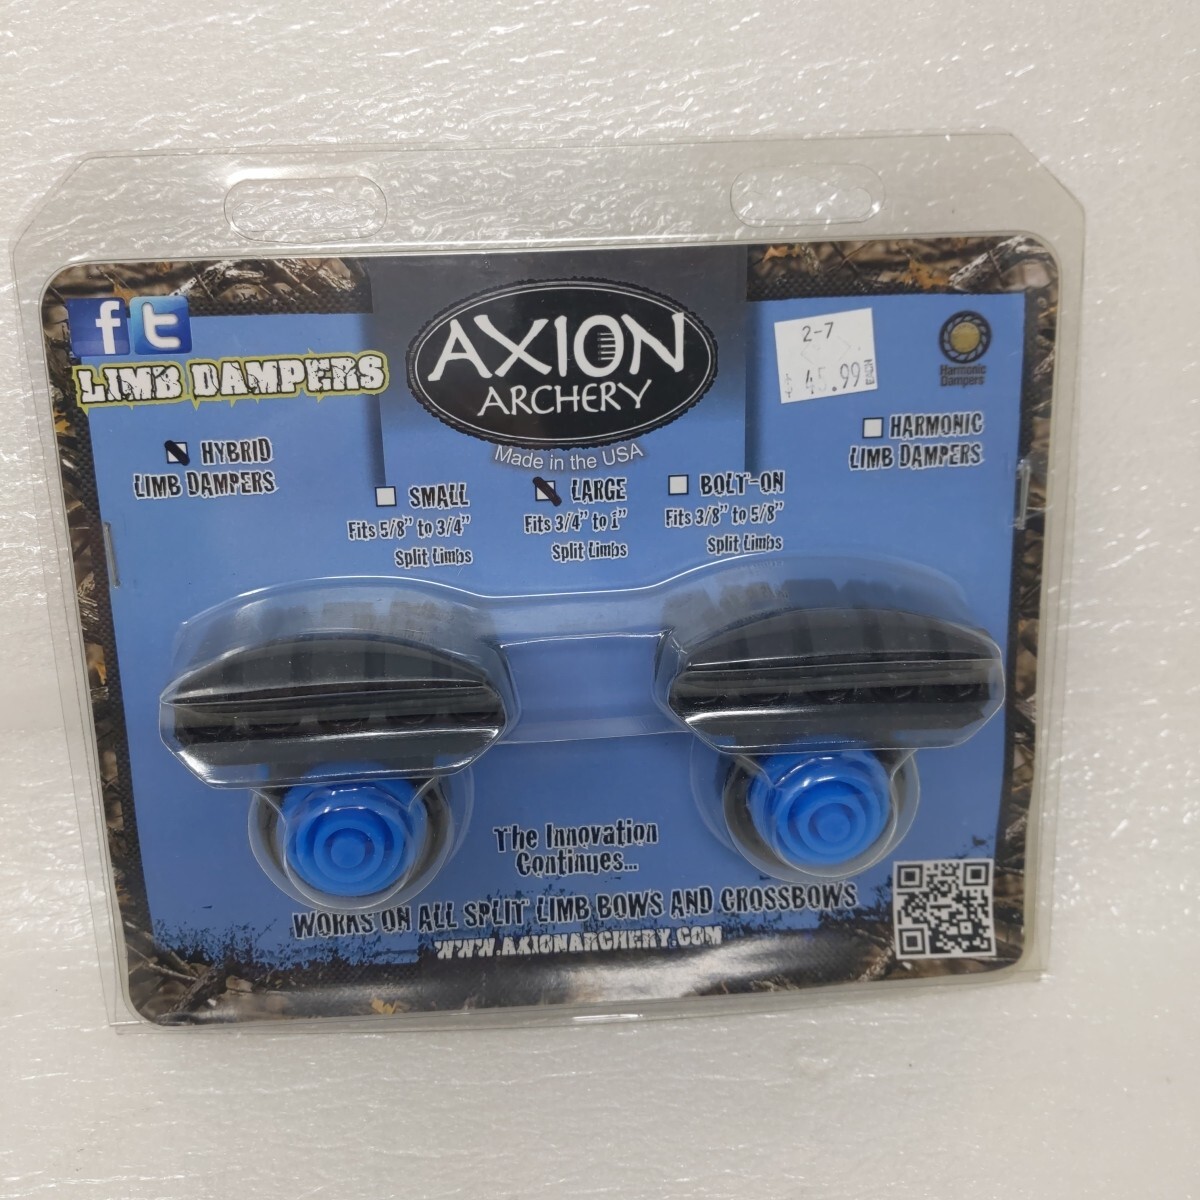 f t
LIMB DAMPERS
AXION
ARCHERY
Made in the USA
2-7
45.99
Harmonic
Dampers
HYBRID
LIMB DAMPERS
SMALL
Fits 5/8" to 3/4"
Split Limbs
LARGE
Fits 3/4" to 1"
Split Limbs
BOLT-ON
Fits 3/8" to 5/8"
Split Limbs
HARMONIC
LIMB DAMPERS
The Innovation
Continues...
WORKS ON ALL SPLIT LIMB BOWS AND CROSSBOWS
WWW.AXIONARCHERY.COM